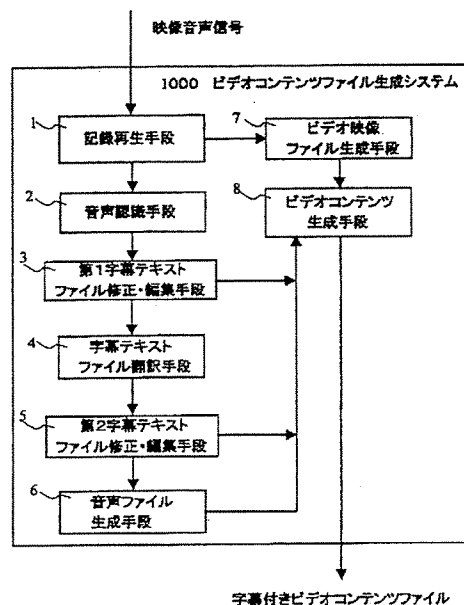 映像音声信号
1000 ビデオコンテンツファイル生成システム
1
記録再生手段
2
音声認識手段
3
第1字幕テキスト
ファイル修正・編集手段
4
字幕テキスト
ファイル翻訳手段
5
第2字幕テキスト
ファイル修正・編集手段
6
音声ファイル
生成手段
7
ビデオ映像
ファイル生成手段
8
ビデオコンテンツ
生成手段
字幕付きビデオコンテンツファイル